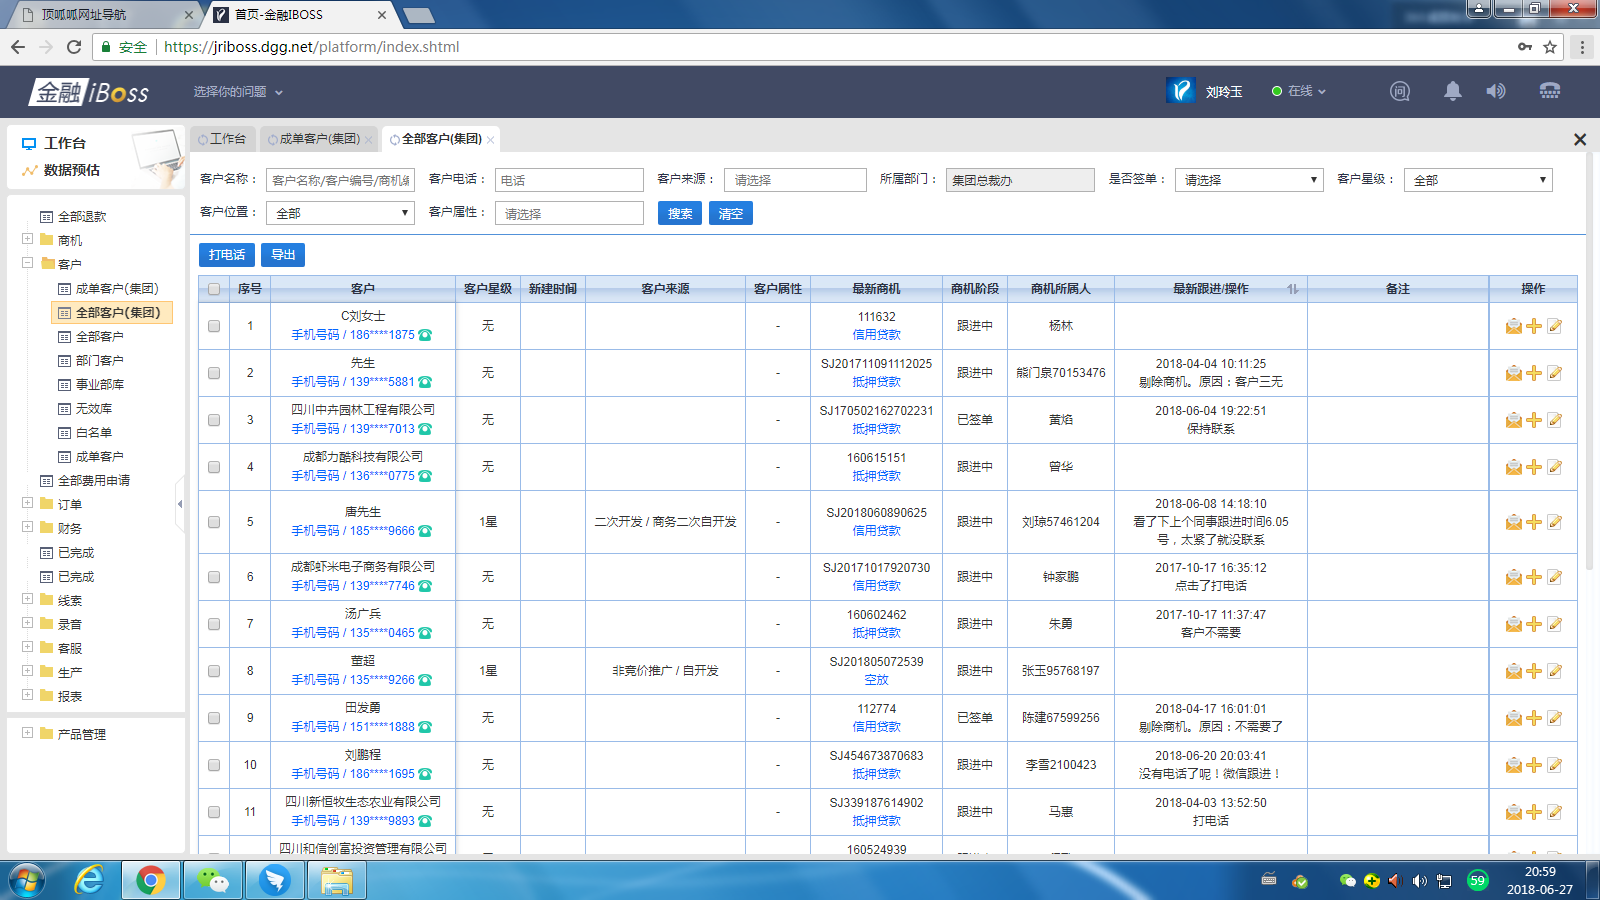 顶呱呱网址导航
首页-金融IBOSS
安全 https://jriboss.dgg.net/platform/index.shtml
金融iBoss
选择你的问题
刘玲玉
在线
问
工作台
数据预估
工作台
成单客户(集团)
全部客户(集团)
客户名称： 客户名称/客户编号/商机编
客户电话： 电话
客户来源： 请选择
所属部门： 集团总裁办
是否签单： 请选择
客户星级： 全部
客户位置： 全部
客户属性： 请选择
搜索 清空
打电话 导出
全部退款
商机
客户
成单客户(集团)
全部客户(集团)
全部客户
部门客户
事业部库
无效库
白名单
成单客户
全部费用申请
订单
财务
已完成
已完成
线索
录音
客服
生产
报表
产品管理
序号 客户 客户星级 新建时间 客户来源 客户属性 最新商机 商机阶段 商机所属人 最新跟进/操作 备注 操作
1 C刘女士 无 - 111632 跟进中 杨林
手机号码 / 186****1875 信用贷款
2 先生 无 - SJ201711091112025 跟进中 熊门泉70153476 2018-04-04 10:11:25
手机号码 / 139****5881 抵押贷款 剔除商机。原因：客户三无
3 四川中卉园林工程有限公司 无 - SJ170502162702231 已签单 黄焰 2018-06-04 19:22:51
手机号码 / 139****7013 抵押贷款 保持联系
4 成都力酷科技有限公司 无 - 160615151 跟进中 曾华
手机号码 / 136****0775 抵押贷款
5 唐先生 1星 二次开发 / 商务二次自开发 - SJ2018060890625 跟进中 刘琼57461204 2018-06-08 14:18:10
手机号码 / 185****9666 信用贷款 看了下上个同事跟进时间6.05
号，太紧了就没联系
6 成都虾米电子商务有限公司 无 - SJ20171017920730 跟进中 钟家鹏 2017-10-17 16:35:12
手机号码 / 139****7746 信用贷款 点击了打电话
7 汤广兵 无 - 160602462 跟进中 朱勇 2017-10-17 11:37:47
手机号码 / 135****0465 抵押贷款 客户不需要
8 董超 1星 非竞价推广 / 自开发 - SJ201805072539 跟进中 张玉95768197
手机号码 / 135****9266 空放
9 田发勇 无 - 112774 已签单 陈建67599256 2018-04-17 16:01:01
手机号码 / 151****1888 信用贷款 剔除商机。原因：不需要了
10 刘鹏程 无 - SJ454673870683 跟进中 李雪2100423 2018-06-20 20:03:41
手机号码 / 186****1695 抵押贷款 没有电话了呢！微信跟进！
11 四川新恒牧生态农业有限公司 无 - SJ339187614902 跟进中 马惠 2018-04-03 13:52:50
手机号码 / 139****9893 抵押贷款 打电话
四川和信创富投资管理有限公司 160524939
59
20:59
2018-06-27